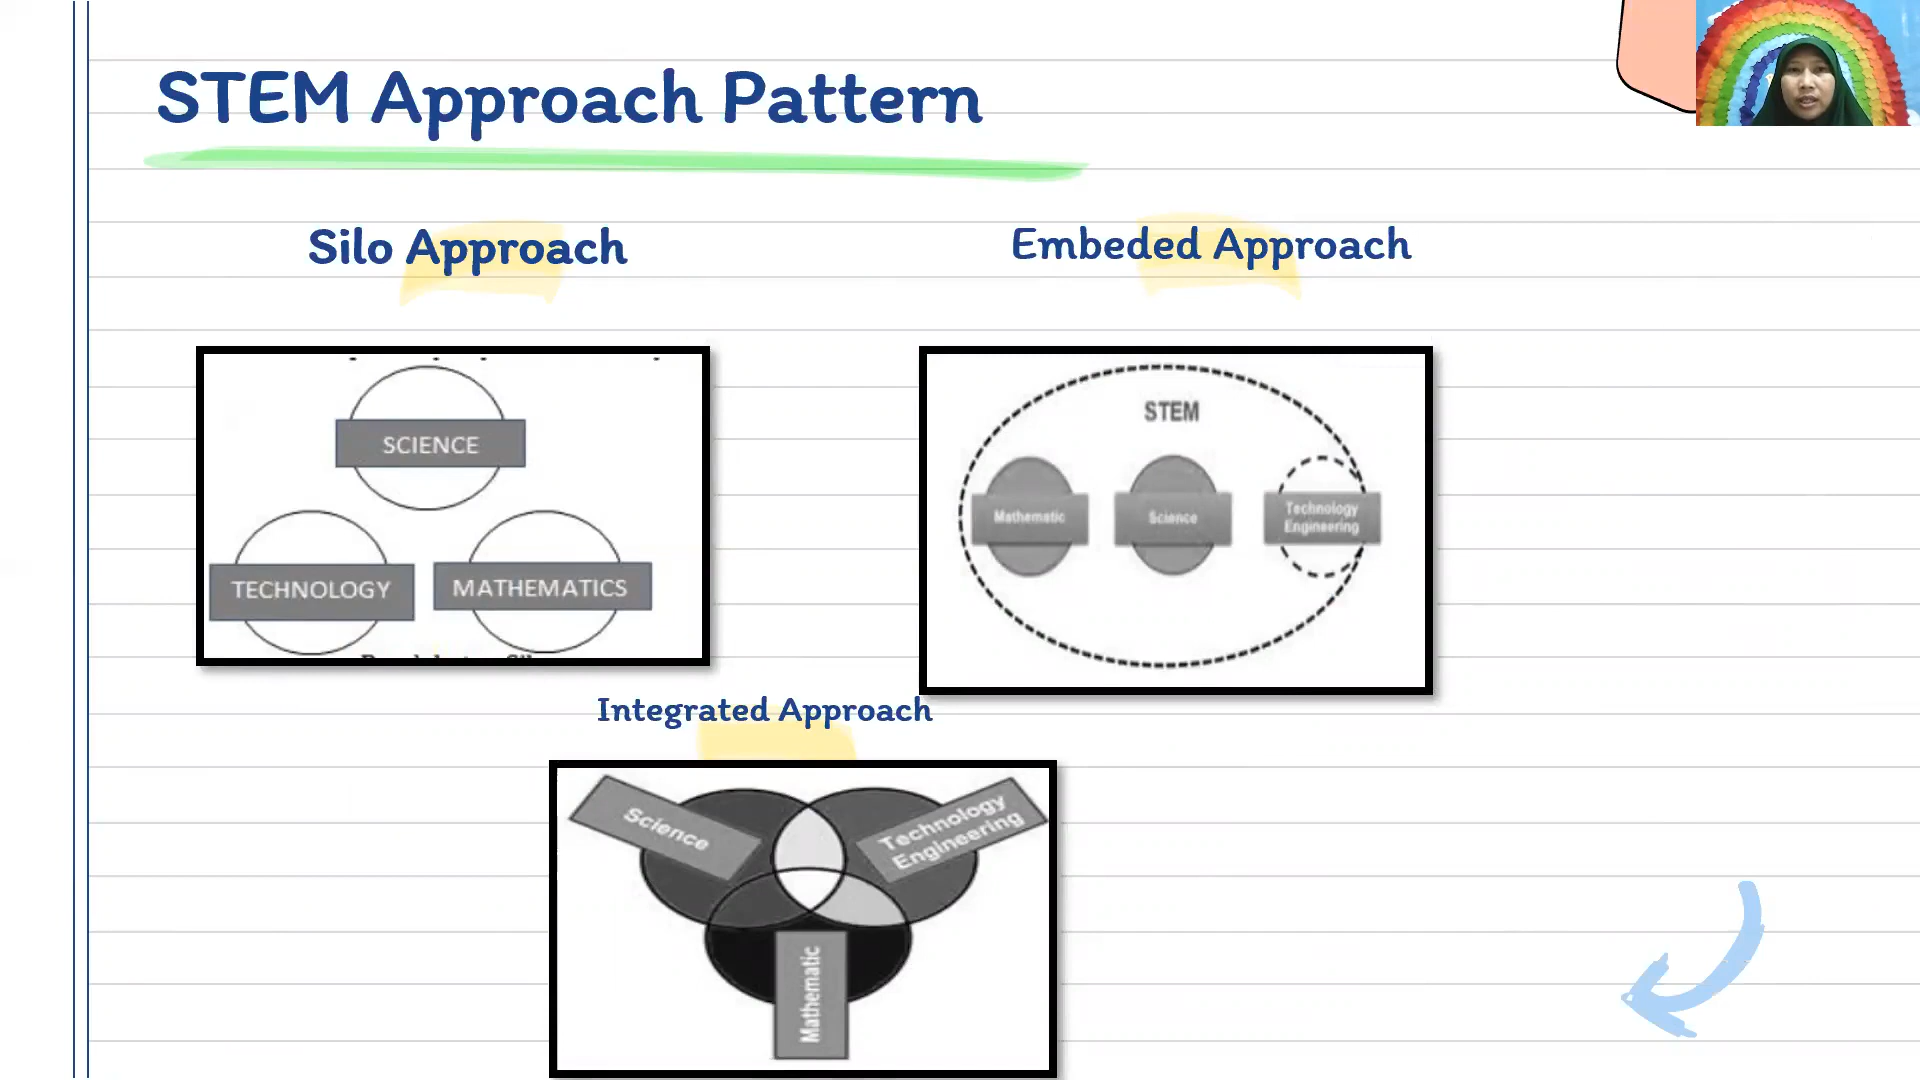 STEM Approach Pattern
Silo Approach
Embeded Approach
SCIENCE
TECHNOLOGY
MATHEMATICS
STEM
Mathematic
Science
Technology
Engineering
Integrated Approach
Science
Technology
Engineering
Mathematic